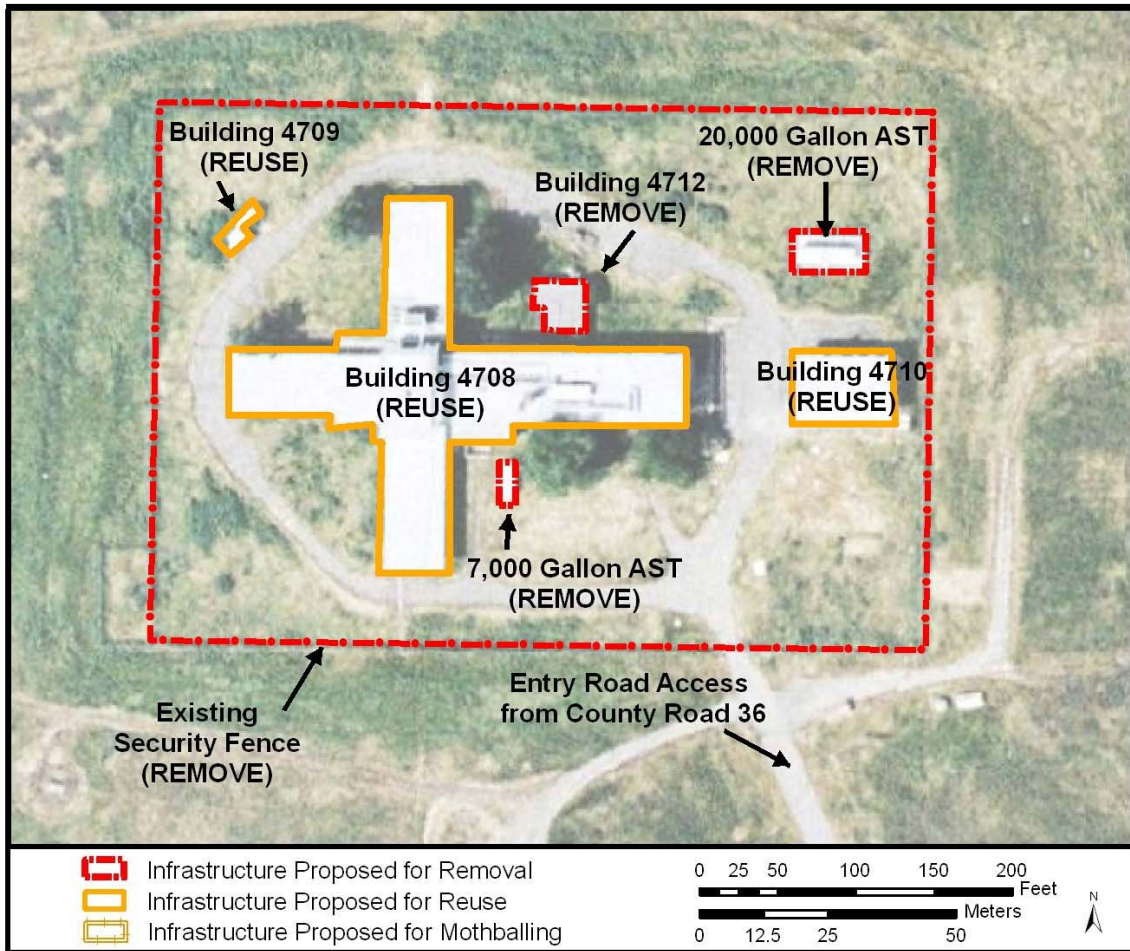 Building 4709
(REUSE)
20,000 Gallon AST
(REMOVE)
Building 4712
(REMOVE)
Building 4708
(REUSE)
Building 4710
(REUSE)
7,000 Gallon AST
(REMOVE)
Existing
Security Fence
(REMOVE)
Entry Road Access
from County Road 36
Infrastructure Proposed for Removal
Infrastructure Proposed for Reuse
Infrastructure Proposed for Mothballing
0 25 50 100 150 200
Feet
Meters
0 12.5 25 50
N